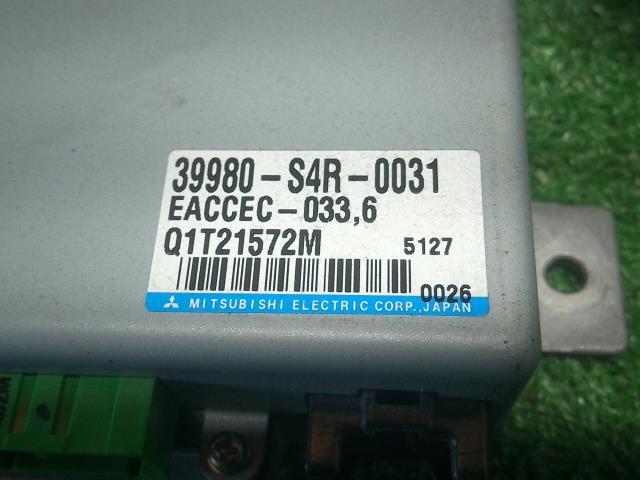 39980-S4R-0031
EACCEC-033,6
Q1T21572M 5127
0026
MITSUBISHI ELECTRIC CORP., JAPAN